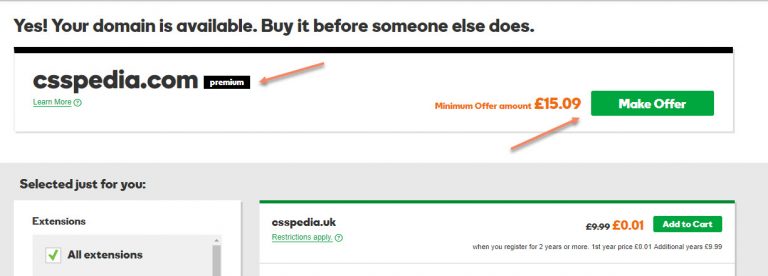 Yes! Your domain is available. Buy it before someone else does.
csspedia.com premium
Learn More ?
Minimum Offer amount £15.09 Make Offer
Selected just for you:
Extensions
All extensions
csspedia.uk
Restrictions apply. ?
£9.99 £0.01 Add to Cart
when you register for 2 years or more. 1st year price £0.01 Additional years £9.99